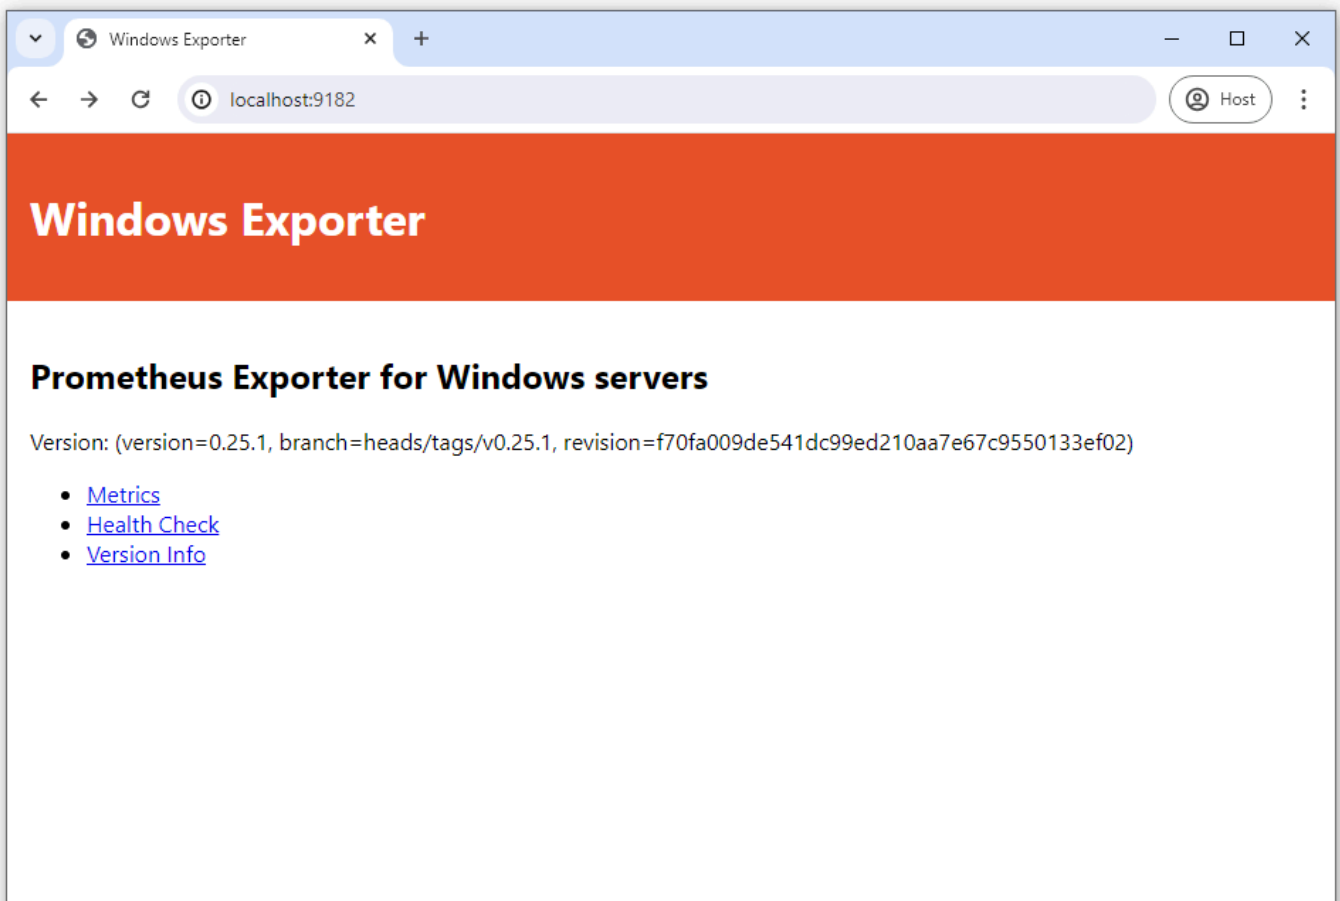 Windows Exporter
localhost:9182
Host
Windows Exporter
Prometheus Exporter for Windows servers
Version: (version=0.25.1, branch=heads/tags/v0.25.1, revision=f70fa009de541dc99ed210aa7e67c9550133ef02)
Metrics
Health Check
Version Info